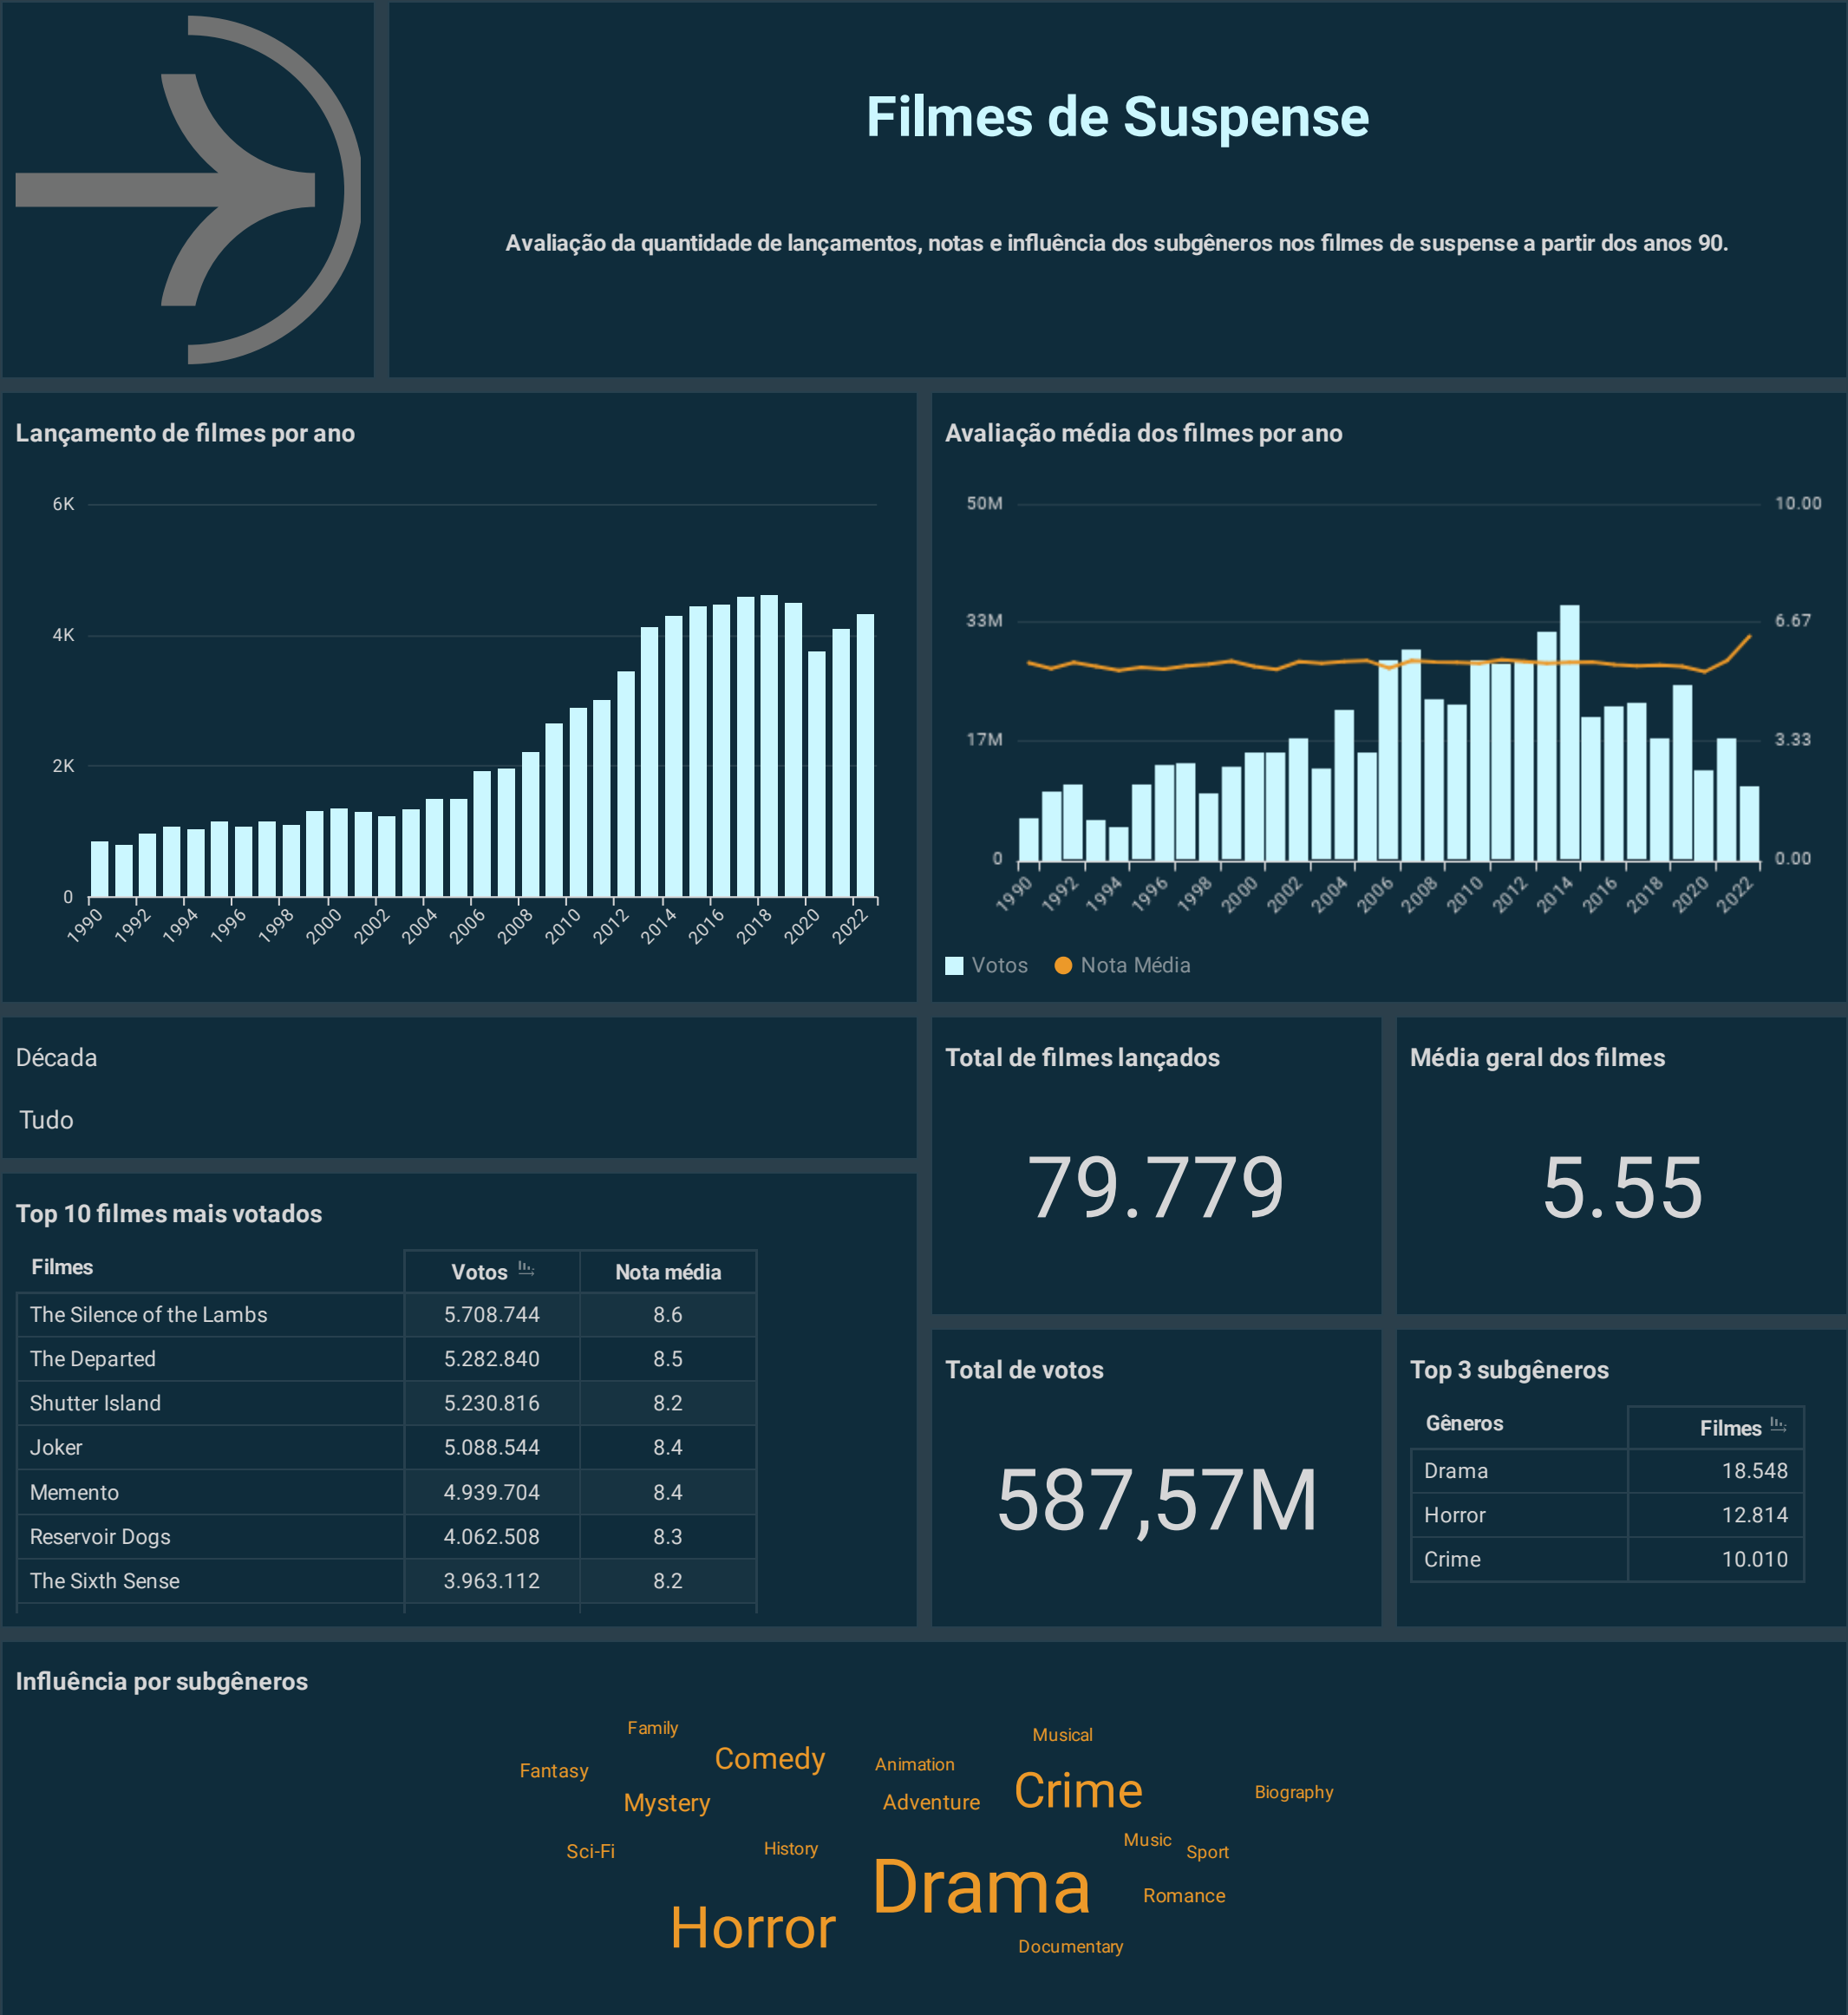 Filmes de Suspense
Avaliação da quantidade de lançamentos, notas e influência dos subgêneros nos filmes de suspense a partir dos anos 90.
Lançamento de filmes por ano
6K
4K
2K
0
1990 1992 1994 1996 1998 2000 2002 2004 2006 2008 2010 2012 2014 2016 2018 2020 2022
Avaliação média dos filmes por ano
50M 10.00
33M 6.67
17M 3.33
0 0.00
1990 1992 1994 1996 1998 2000 2002 2004 2006 2008 2010 2012 2014 2016 2018 2020 2022
Votos Nota Média
Década
Tudo
Total de filmes lançados
79.779
Média geral dos filmes
5.55
Top 10 filmes mais votados
Filmes Votos Nota média
The Silence of the Lambs 5.708.744 8.6
The Departed 5.282.840 8.5
Shutter Island 5.230.816 8.2
Joker 5.088.544 8.4
Memento 4.939.704 8.4
Reservoir Dogs 4.062.508 8.3
The Sixth Sense 3.963.112 8.2
Total de votos
587,57M
Top 3 subgêneros
Gêneros Filmes
Drama 18.548
Horror 12.814
Crime 10.010
Influência por subgêneros
Family
Musical
Comedy
Animation
Fantasy
Crime
Biography
Mystery
Adventure
Music
History
Sci-Fi
Sport
Drama
Romance
Horror
Documentary